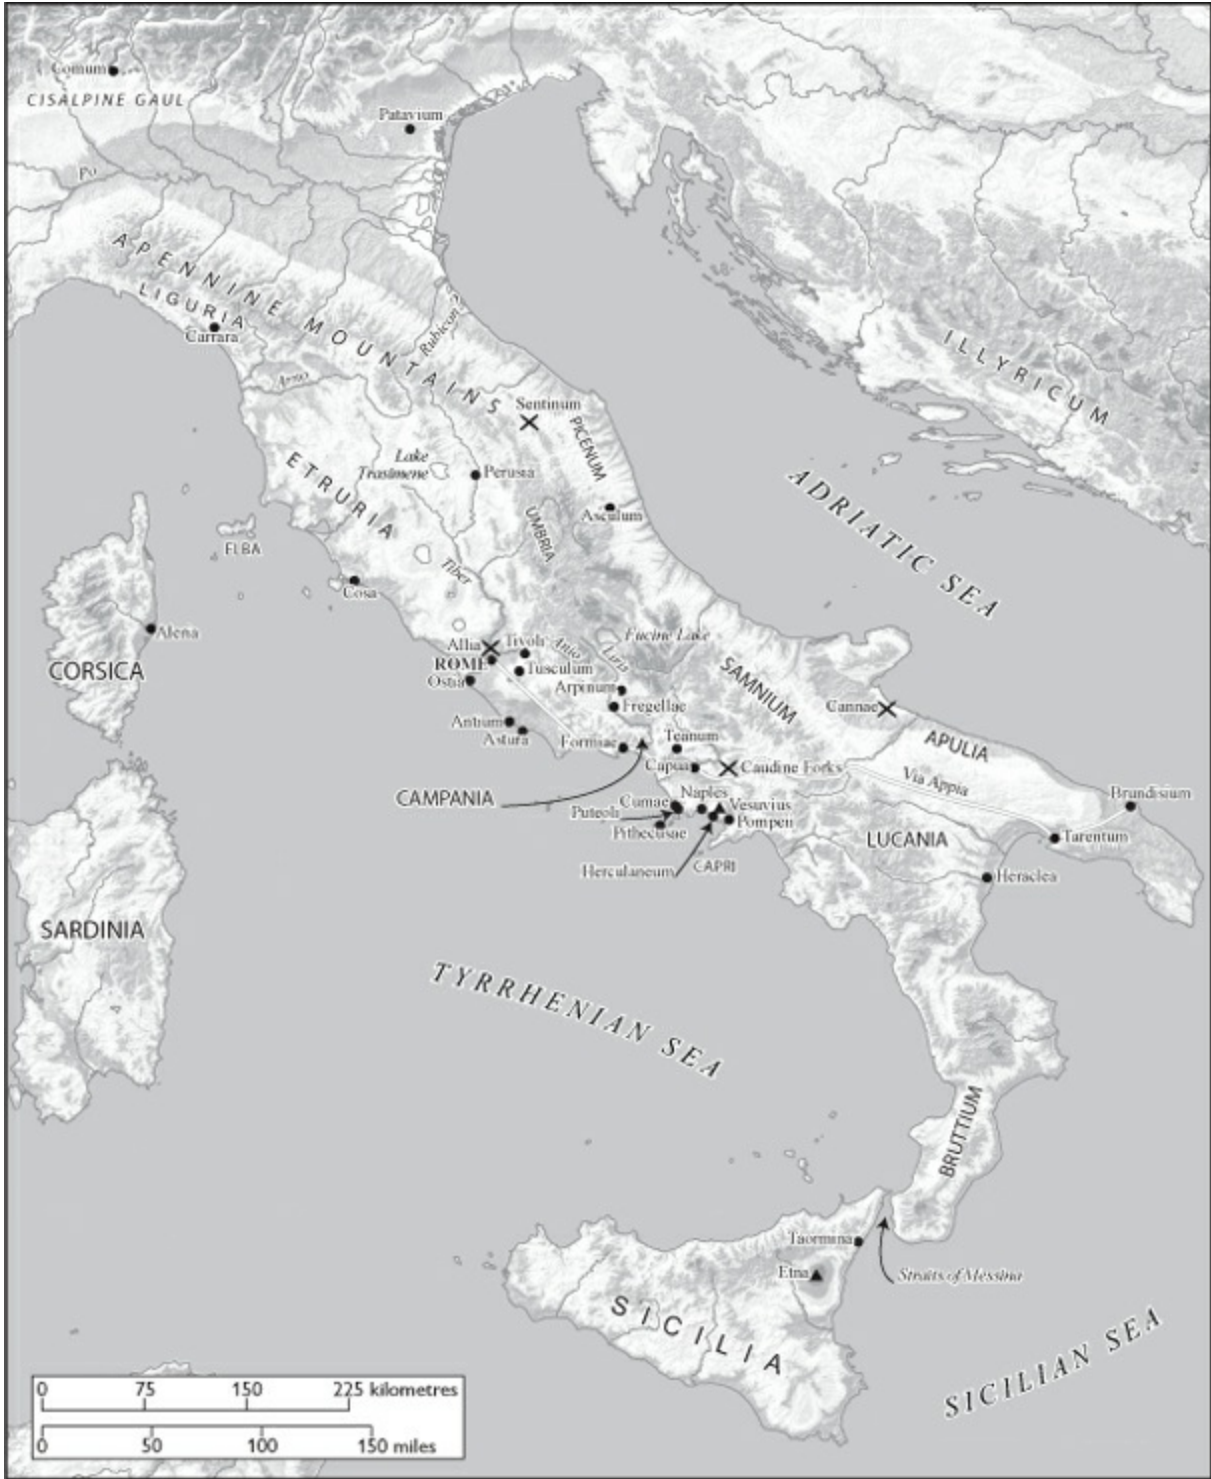 Comum
CISALPINE GAUL
Patavium
Po
APENNINE MOUNTAINS
LIGURIA
Carrara
Rubicon
Arno
ILLYRICUM
Sentinum
PICENUM
Lake
Trasimene
Perusia
ETRURIA
ADRIATIC SEA
Asculum
UMBRIA
ELBA
Tiber
Cosa
Aleria
CORSICA
Allia
Tivoli
Anio
Liris
Fucine Lake
ROME
Tusculum
Ostia
Arpinum
SAMNIUM
Fregellae
Cannae
Antium
Astura
Formiae
Teanum
APULIA
Capua
Caudine Forks
Via Appia
CAMPANIA
Naples
Cumae
Vesuvius
Brundisium
Puteoli
Pompeii
Pithecusae
Tarentum
LUCANIA
Herculaneum
CAPRI
Heraclea
SARDINIA
TYRRHENIAN SEA
BRUTTIUM
Taormina
Etna
Straits of Messina
SICILIA
SICILIAN SEA
0 75 150 225 kilometres
0 50 100 150 miles